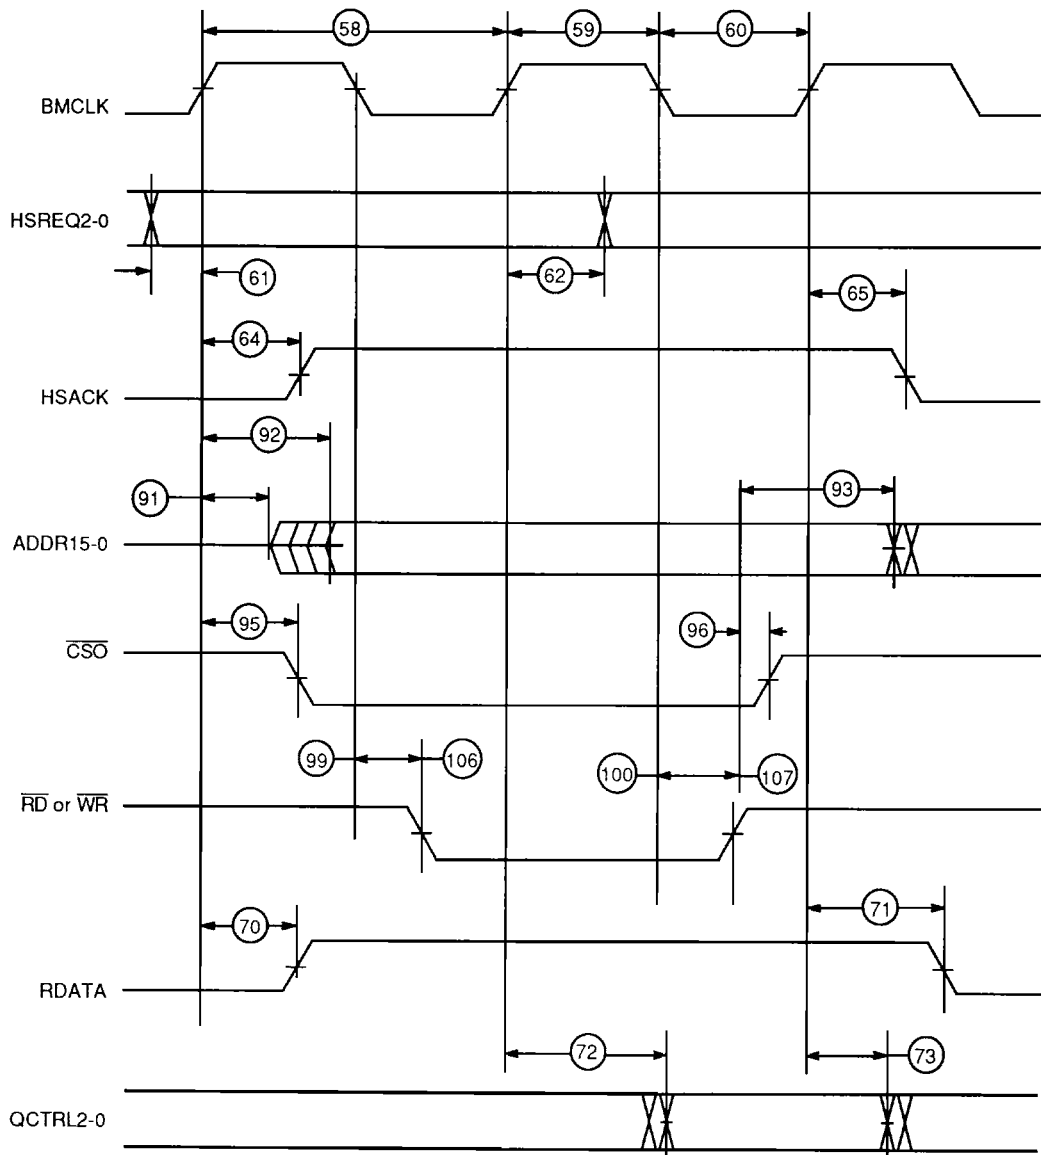 58 59 60
BMCLK
HSREQ2-0
61 62 65
64
HSACK
92
91 93
ADDR15-0
95 96
CSO
99 106 100 107
RD or WR
70 71
RDATA
72 73
QCTRL2-0